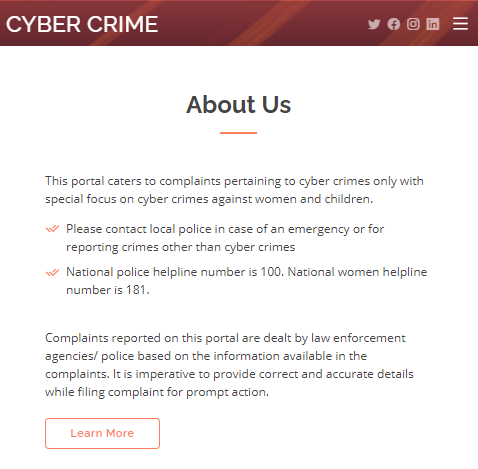 CYBER CRIME
About Us
This portal caters to complaints pertaining to cyber crimes only with
special focus on cyber crimes against women and children.
Please contact local police in case of an emergency or for
reporting crimes other than cyber crimes
National police helpline number is 100. National women helpline
number is 181.
Complaints reported on this portal are dealt by law enforcement
agencies/ police based on the information available in the
complaints. It is imperative to provide correct and accurate details
while filing complaint for prompt action.
Learn More